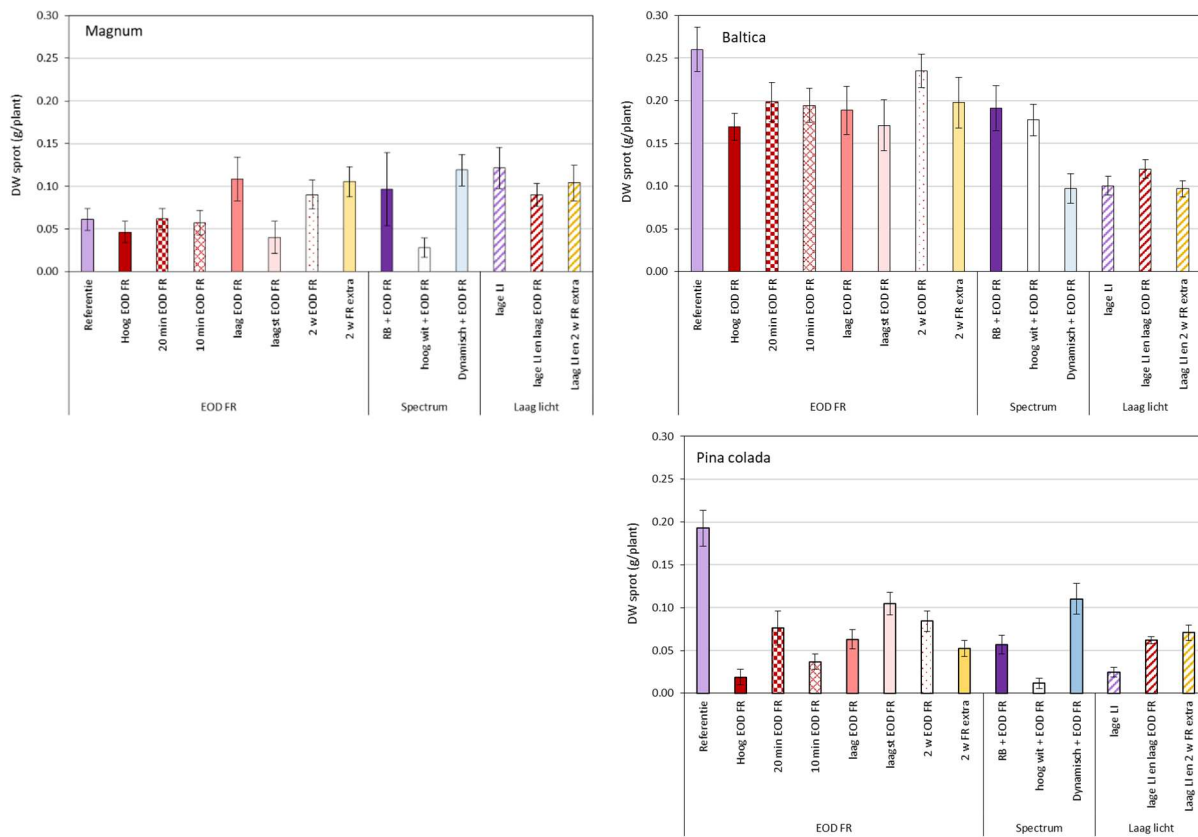 Magnum
DW sprot (g/plant)
0.30
0.25
0.20
0.15
0.10
0.05
0.00
Referentie
Hoog EOD FR
20 min EOD FR
10 min EOD FR
laag EOD FR
laagst EOD FR
2 w EOD FR
2 w FR extra
RB + EOD FR
hoog wit + EOD FR
Dynamisch + EOD FR
lage LI
lage LI en laag EOD FR
Laag LI en 2 w FR extra
EOD FR
Spectrum
Laag licht
Baltica
DW sprot (g/plant)
0.30
0.25
0.20
0.15
0.10
0.05
0.00
Referentie
Hoog EOD FR
20 min EOD FR
10 min EOD FR
laag EOD FR
laagst EOD FR
2 w EOD FR
2 w FR extra
RB + EOD FR
hoog wit + EOD FR
Dynamisch + EOD FR
lage LI
lage LI en laag EOD FR
Laag LI en 2 w FR extra
EOD FR
Spectrum
Laag licht
Pina colada
DW sprot (g/plant)
0.30
0.25
0.20
0.15
0.10
0.05
0.00
Referentie
Hoog EOD FR
20 min EOD FR
10 min EOD FR
laag EOD FR
laagst EOD FR
2 w EOD FR
2 w FR extra
RB + EOD FR
hoog wit + EOD FR
Dynamisch + EOD FR
lage LI
lage LI en laag EOD FR
Laag LI en 2 w FR extra
EOD FR
Spectrum
Laag licht